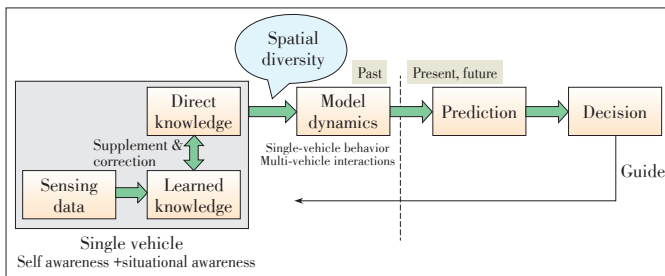 Spatial
diversity
Past
Present, future
Direct
knowledge
Model
dynamics
Prediction
Decision
Supplement &
correction
Single-vehicle behavior
Multi-vehicle interactions
Sensing
data
Learned
knowledge
Guide
Single vehicle
Self awareness +situational awareness